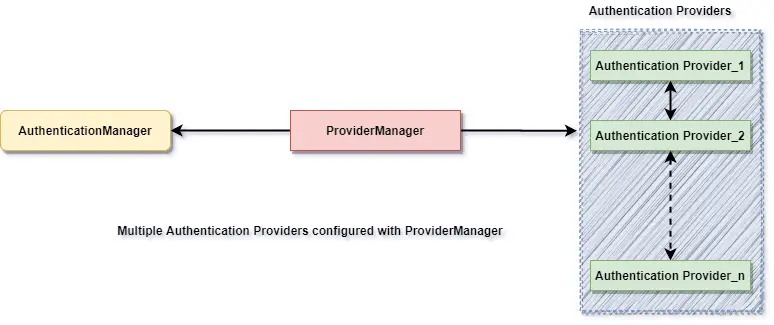 Authentication Providers
Authentication Provider_1
AuthenticationManager
ProviderManager
Authentication Provider_2
Multiple Authentication Providers configured with ProviderManager
Authentication Provider_n